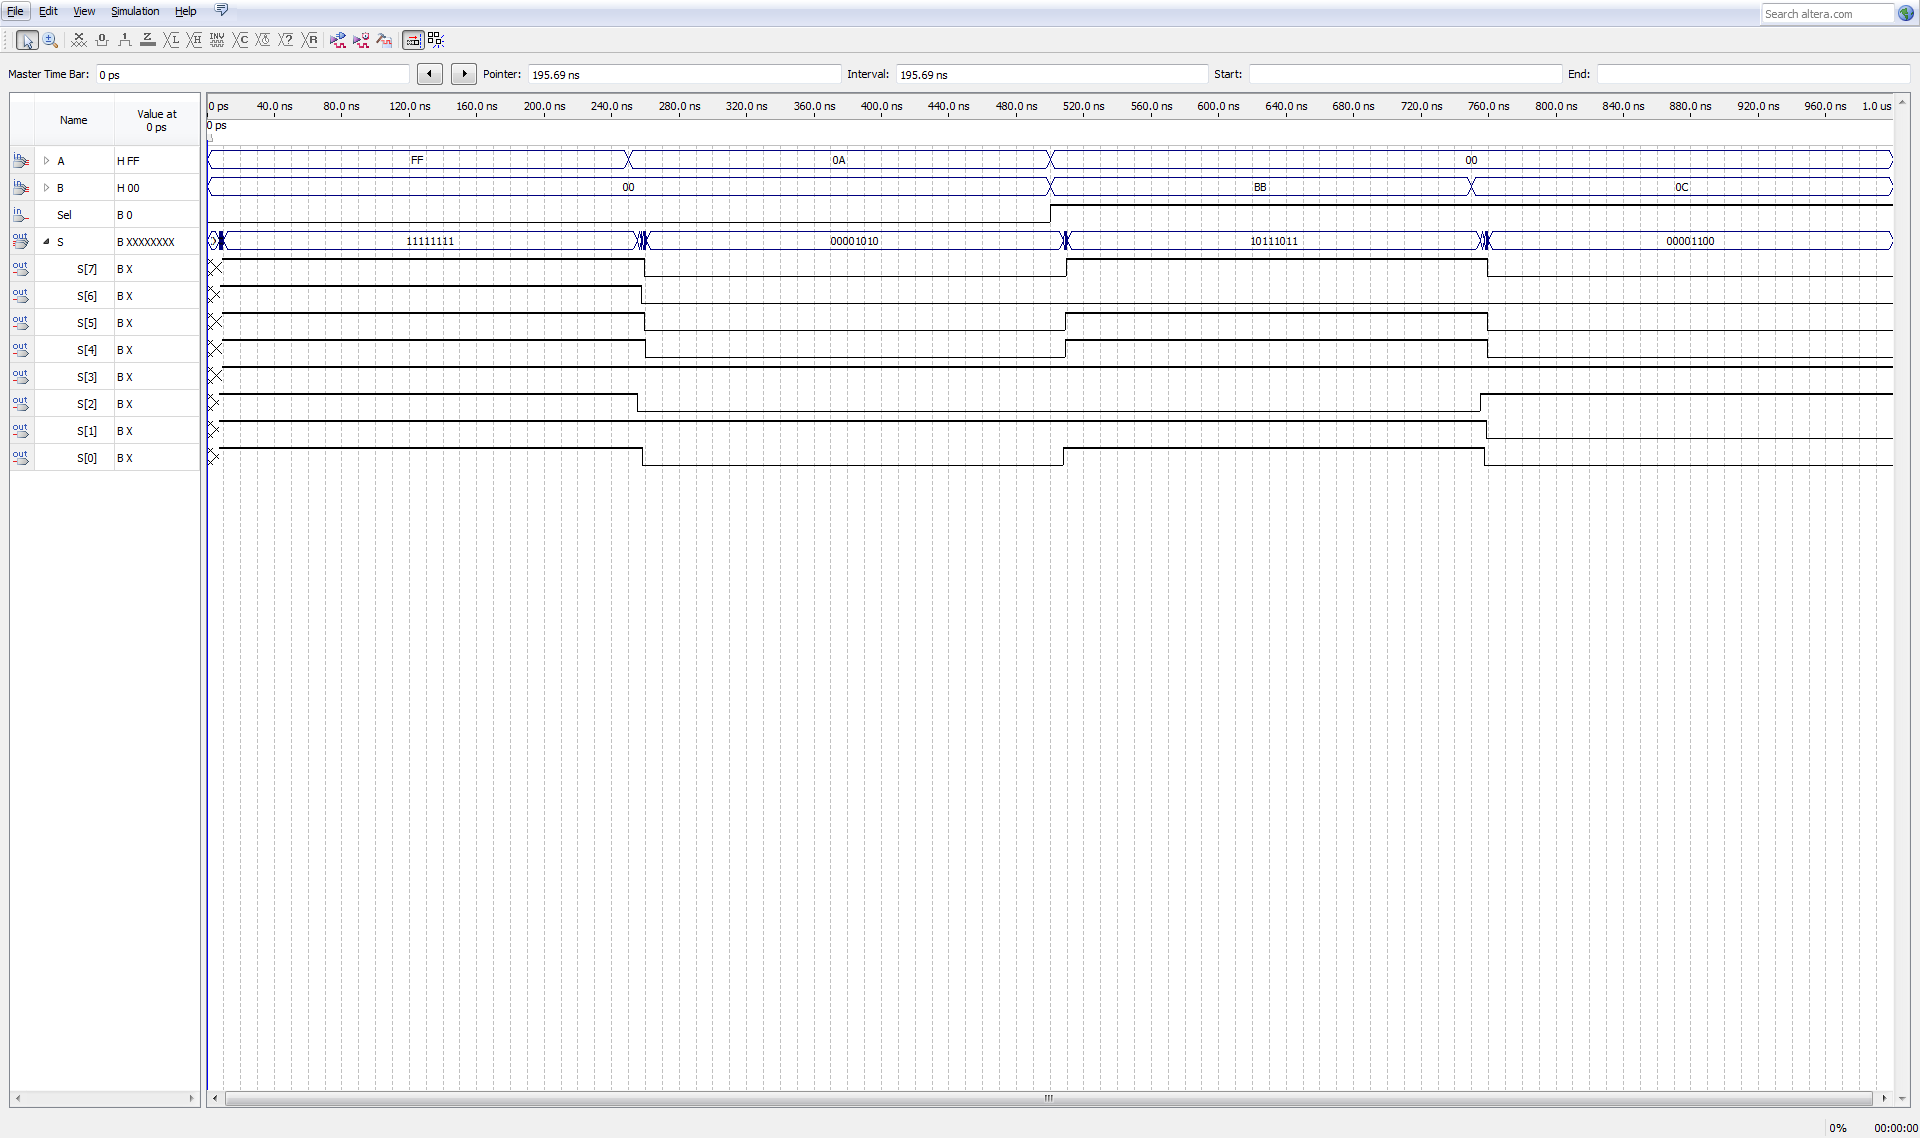 File Edit View Simulation Help
Search altera.com
Master Time Bar: 0 ps Pointer: 195.69 ns Interval: 195.69 ns Start: End:
Name Value at 0 ps
0 ps 40.0 ns 80.0 ns 120.0 ns 160.0 ns 200.0 ns 240.0 ns 280.0 ns 320.0 ns 360.0 ns 400.0 ns 440.0 ns 480.0 ns 520.0 ns 560.0 ns 600.0 ns 640.0 ns 680.0 ns 720.0 ns 760.0 ns 800.0 ns 840.0 ns 880.0 ns 920.0 ns 960.0 ns 1.0 us
0 ps
in A H FF FF 0A 00
in B H 00 00 BB 0C
in Sel B 0
out S B XXXXXXXX 11111111 00001010 10111011 00001100
out S[7] B X
out S[6] B X
out S[5] B X
out S[4] B X
out S[3] B X
out S[2] B X
out S[1] B X
out S[0] B X
0% 00:00:00